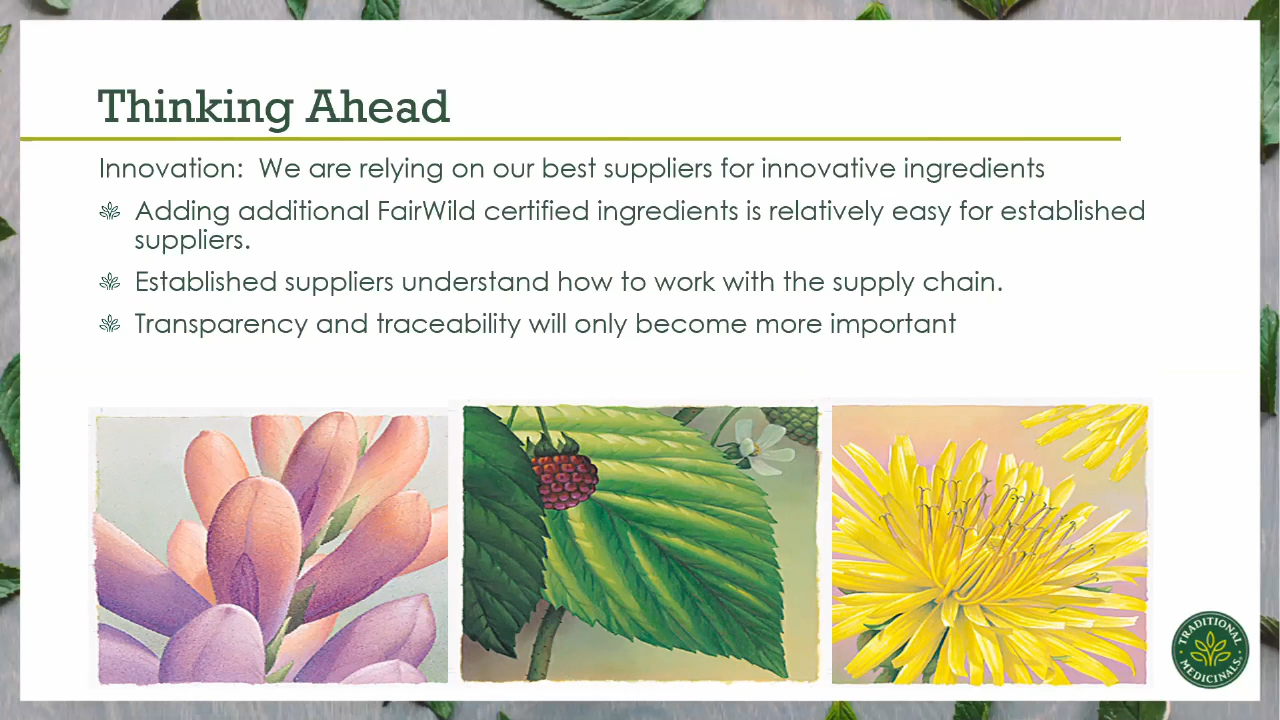 Thinking Ahead
Innovation:  We are relying on our best suppliers for innovative ingredients
Adding additional FairWild certified ingredients is relatively easy for established
suppliers.
Established suppliers understand how to work with the supply chain.
Transparency and traceability will only become more important
TRADITIONAL
MEDICINALS.